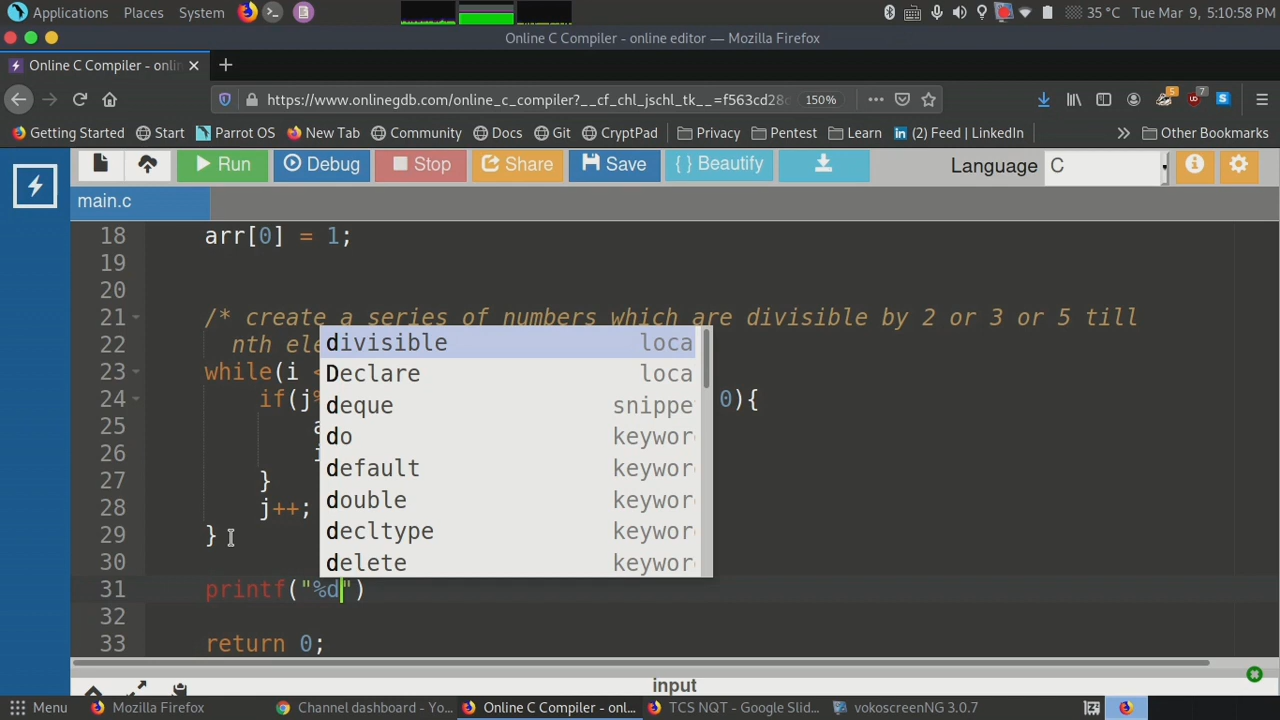 Applications Places System 35 °C Tue Mar 9, 5:10:58 PM
Online C Compiler - online editor — Mozilla Firefox
Online C Compiler - onlin
https://www.onlinegdb.com/online_c_compiler?__cf_chl_jschl_tk__=f563cd28 150% 5 7
Getting Started Start Parrot OS New Tab Community Docs Git CryptPad Privacy Pentest Learn (2) Feed | LinkedIn Other Bookmarks
Run Debug Stop Share Save { } Beautify Language C
main.c
18 arr[0] = 1;
19
20
21 /* create a series of numbers which are divisible by 2 or 3 or 5 till
22 nth ele
23 while(i <
24 if(j% 0){
25 a
26 i
27 }
28 j++;
29 }
30
31 printf("%d")
32
33 return 0;
divisible loca
Declare loca
deque snippe
do keywor
default keywor
double keywor
decltype keywor
delete keywor
input
Menu Mozilla Firefox Channel dashboard - Yo... Online C Compiler - onl... TCS NQT - Google Slid... vokoscreenNG 3.0.7